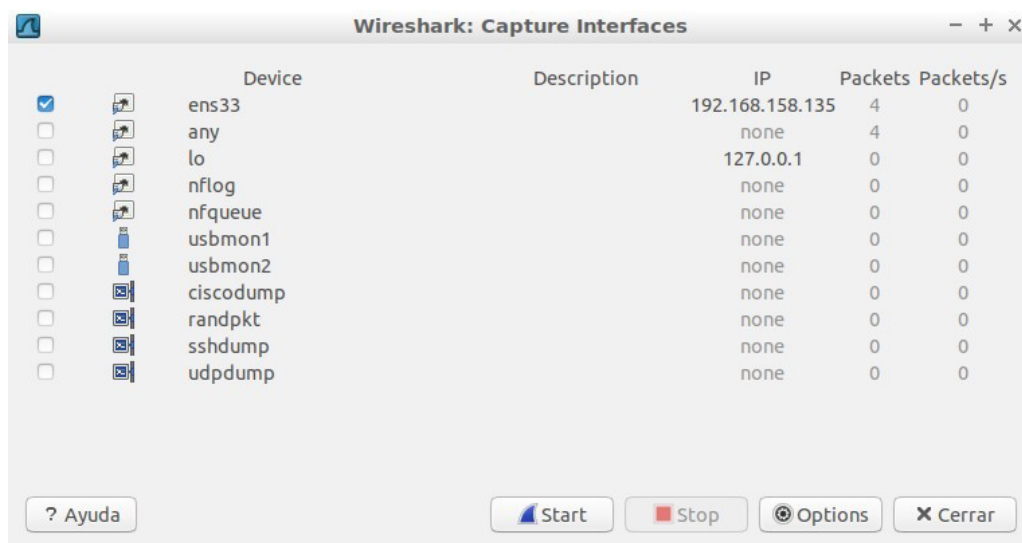 Wireshark: Capture Interfaces
Device Description IP Packets Packets/s
ens33 192.168.158.135 4 0
any none 4 0
lo 127.0.0.1 0 0
nflog none 0 0
nfqueue none 0 0
usbmon1 none 0 0
usbmon2 none 0 0
ciscodump none 0 0
randpkt none 0 0
sshdump none 0 0
udpdump none 0 0
? Ayuda Start Stop Options Cerrar